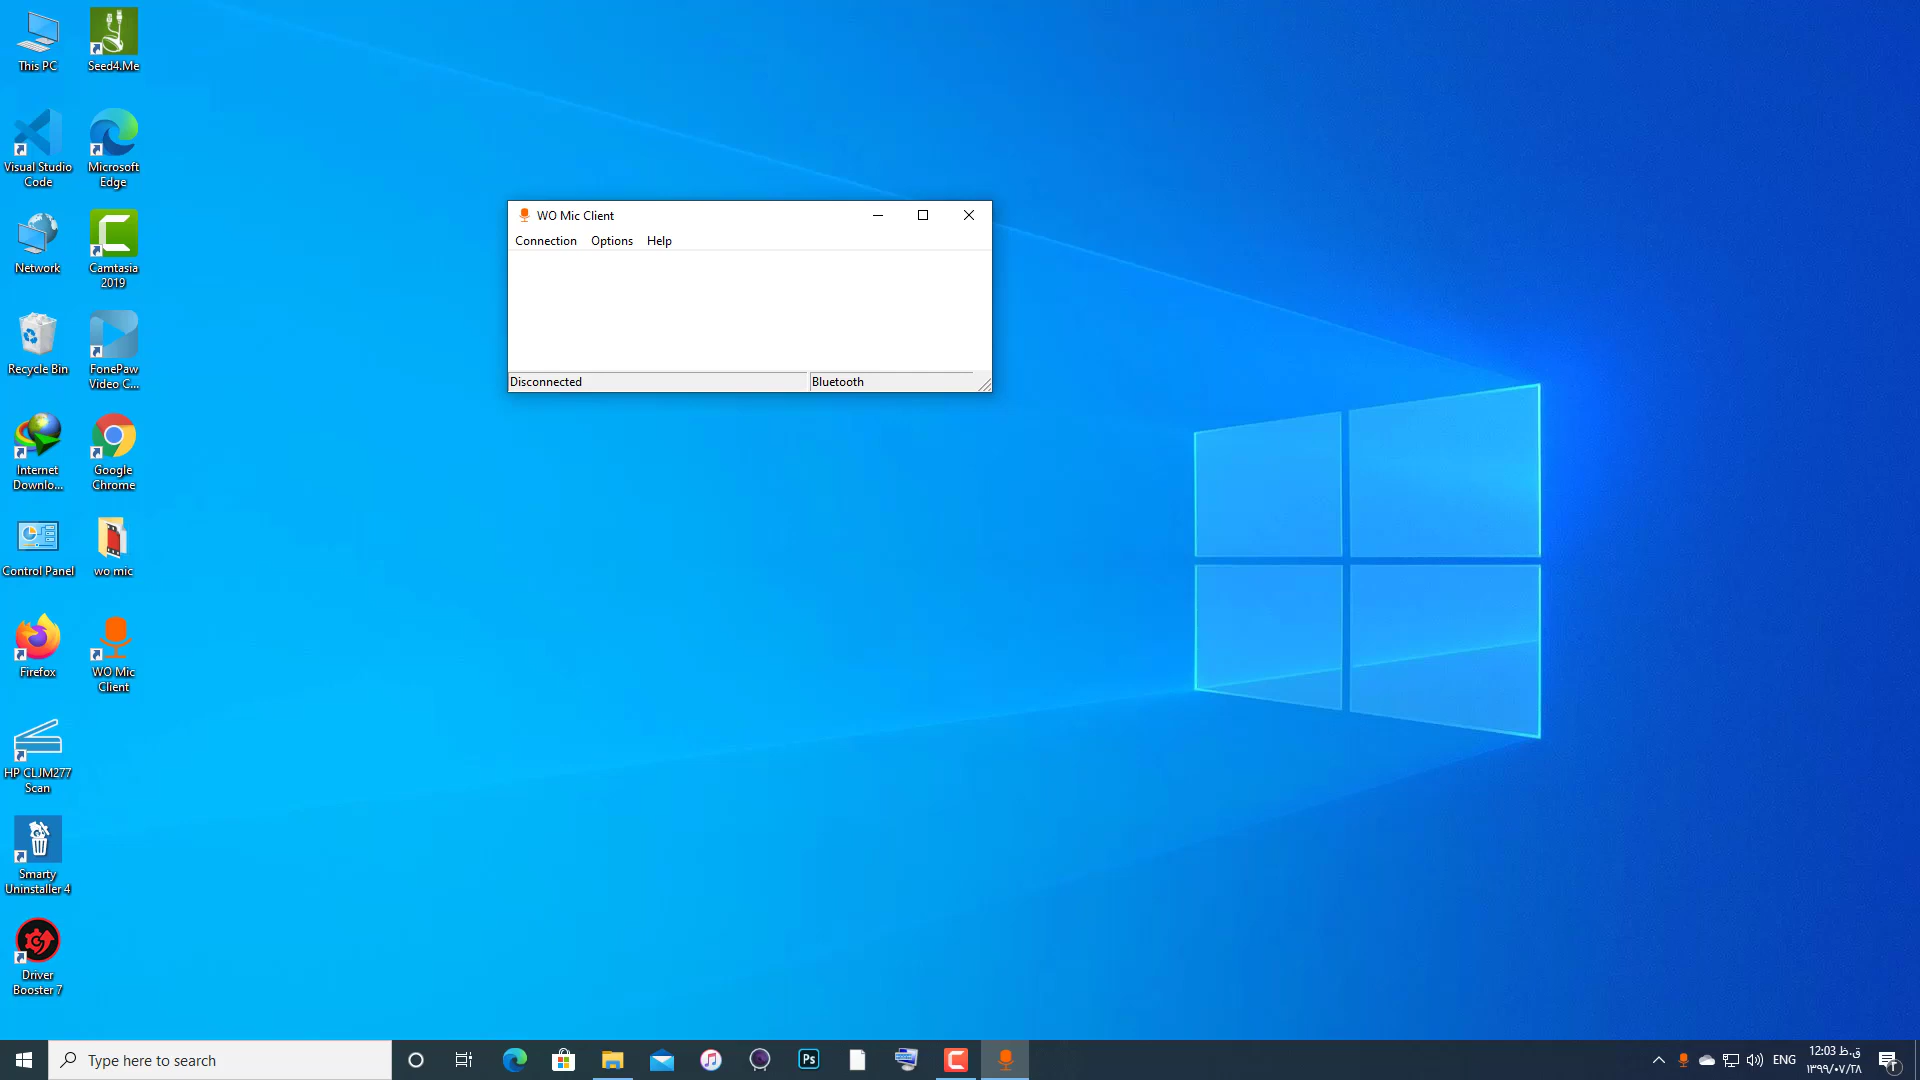 This PC
Seed4.Me
Visual Studio
Code
Microsoft
Edge
Network
Camtasia
2019
Recycle Bin
FonePaw
Video C...
Internet
Downlo...
Google
Chrome
Control Panel
wo mic
Firefox
WO Mic
Client
HP CLJM277
Scan
Smarty
Uninstaller 4
Driver
Booster 7
WO Mic Client
Connection Options Help
Disconnected
Bluetooth
Type here to search
Ps
ENG
12:03 ق.ظ
۱۳۹۹/۰۷/۲۸